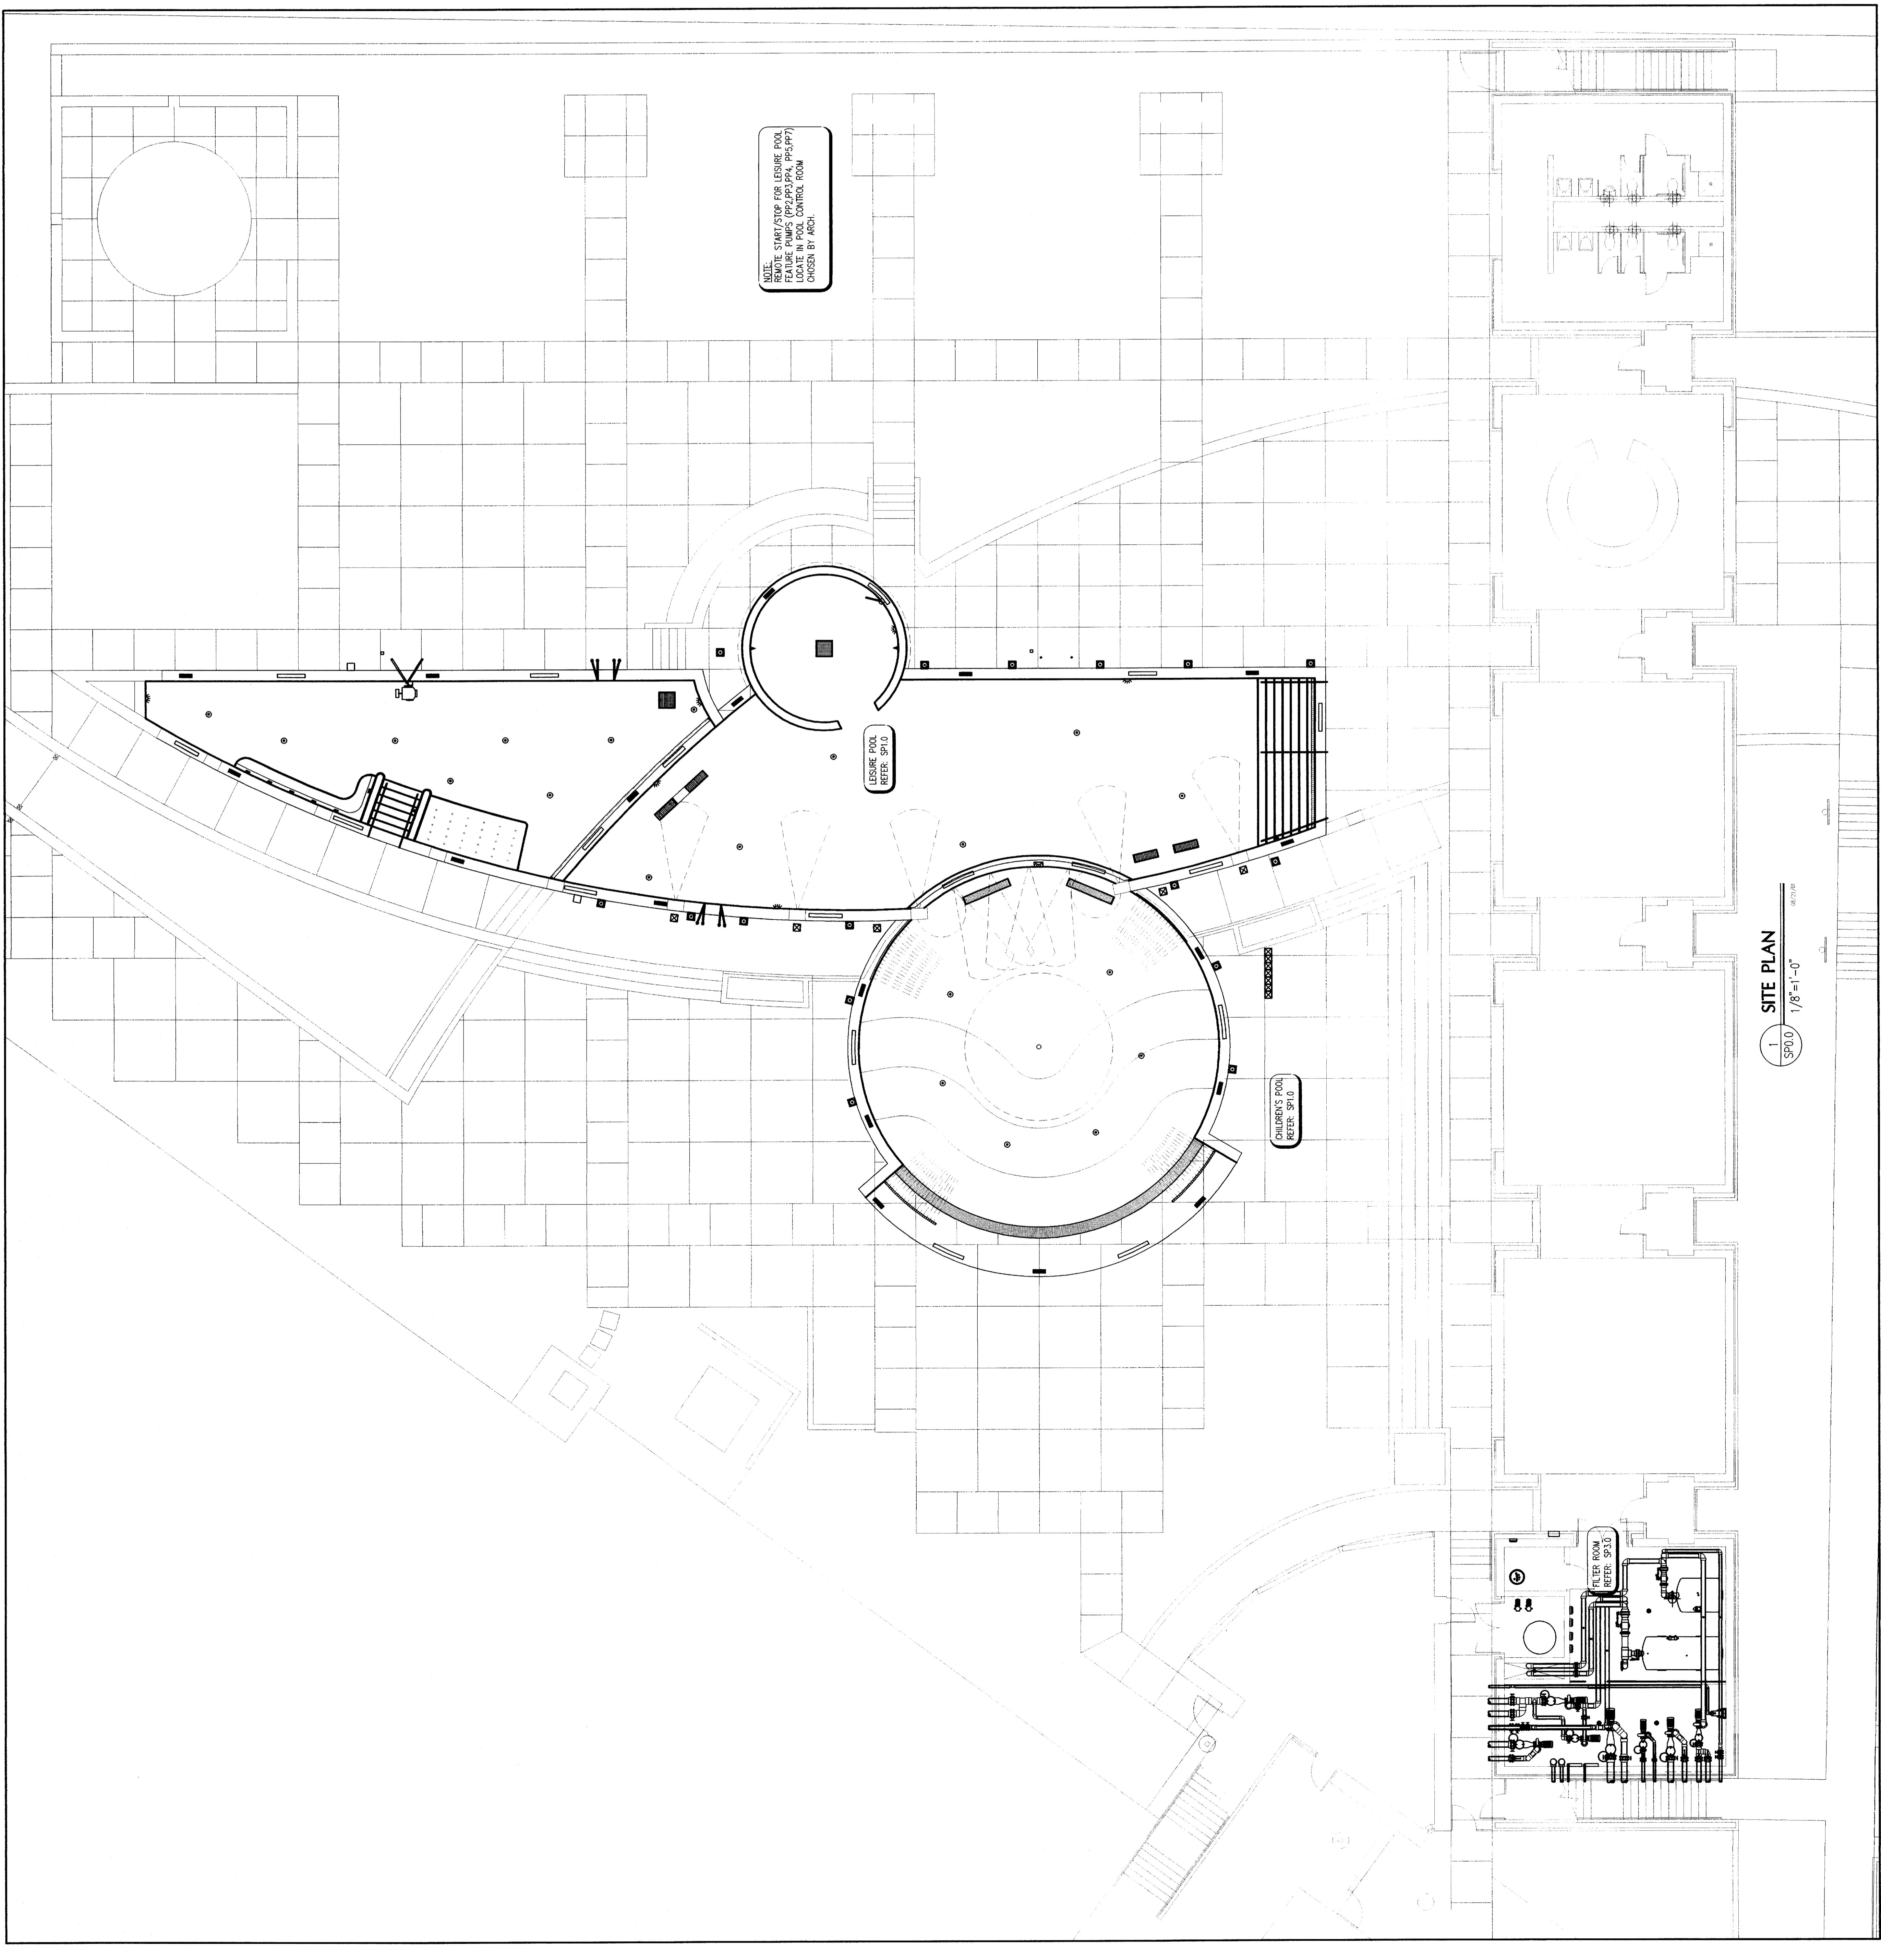 NOTE:
REMOTE START/STOP FOR LEISURE POOL
FEATURE PUMPS (PP2,PP3,PP4, PP5,PP7)
LOCATE IN POOL CONTROL ROOM
CHOSEN BY ARCH.
LEISURE POOL
REFER: SP1.0
CHILDREN'S POOL
REFER: SP1.0
FILTER ROOM
REFER: SP3.0
1
SP0.0
SITE PLAN
1/8"=1'-0"